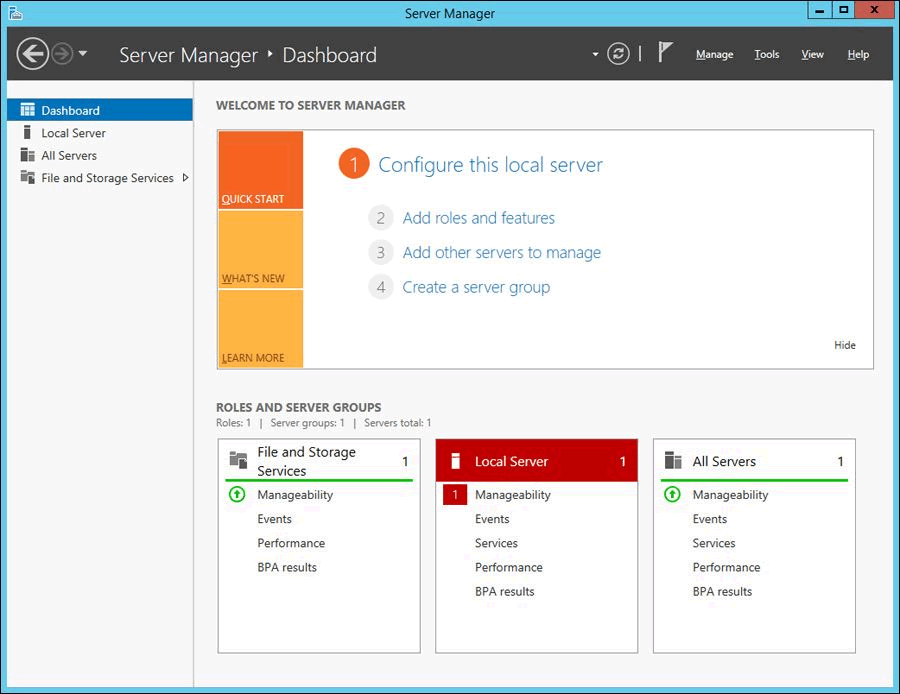 Server Manager
Server Manager ‣ Dashboard
Manage Tools View Help
Dashboard
Local Server
All Servers
File and Storage Services
WELCOME TO SERVER MANAGER
QUICK START
WHAT'S NEW
LEARN MORE
1 Configure this local server
2 Add roles and features
3 Add other servers to manage
4 Create a server group
Hide
ROLES AND SERVER GROUPS
Roles: 1 | Server groups: 1 | Servers total: 1
File and Storage
Services 1
Manageability
Events
Performance
BPA results
Local Server 1
1 Manageability
Events
Services
Performance
BPA results
All Servers 1
Manageability
Events
Services
Performance
BPA results